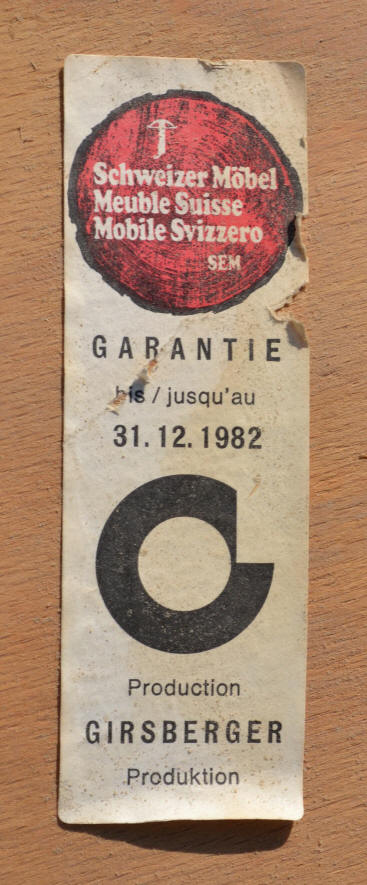 Schweizer Möbel
Meuble Suisse
Mobile Svizzero
SEM
GARANTIE
bis / jusqu'au
31.12.1982
Production
GIRSBERGER
Produktion